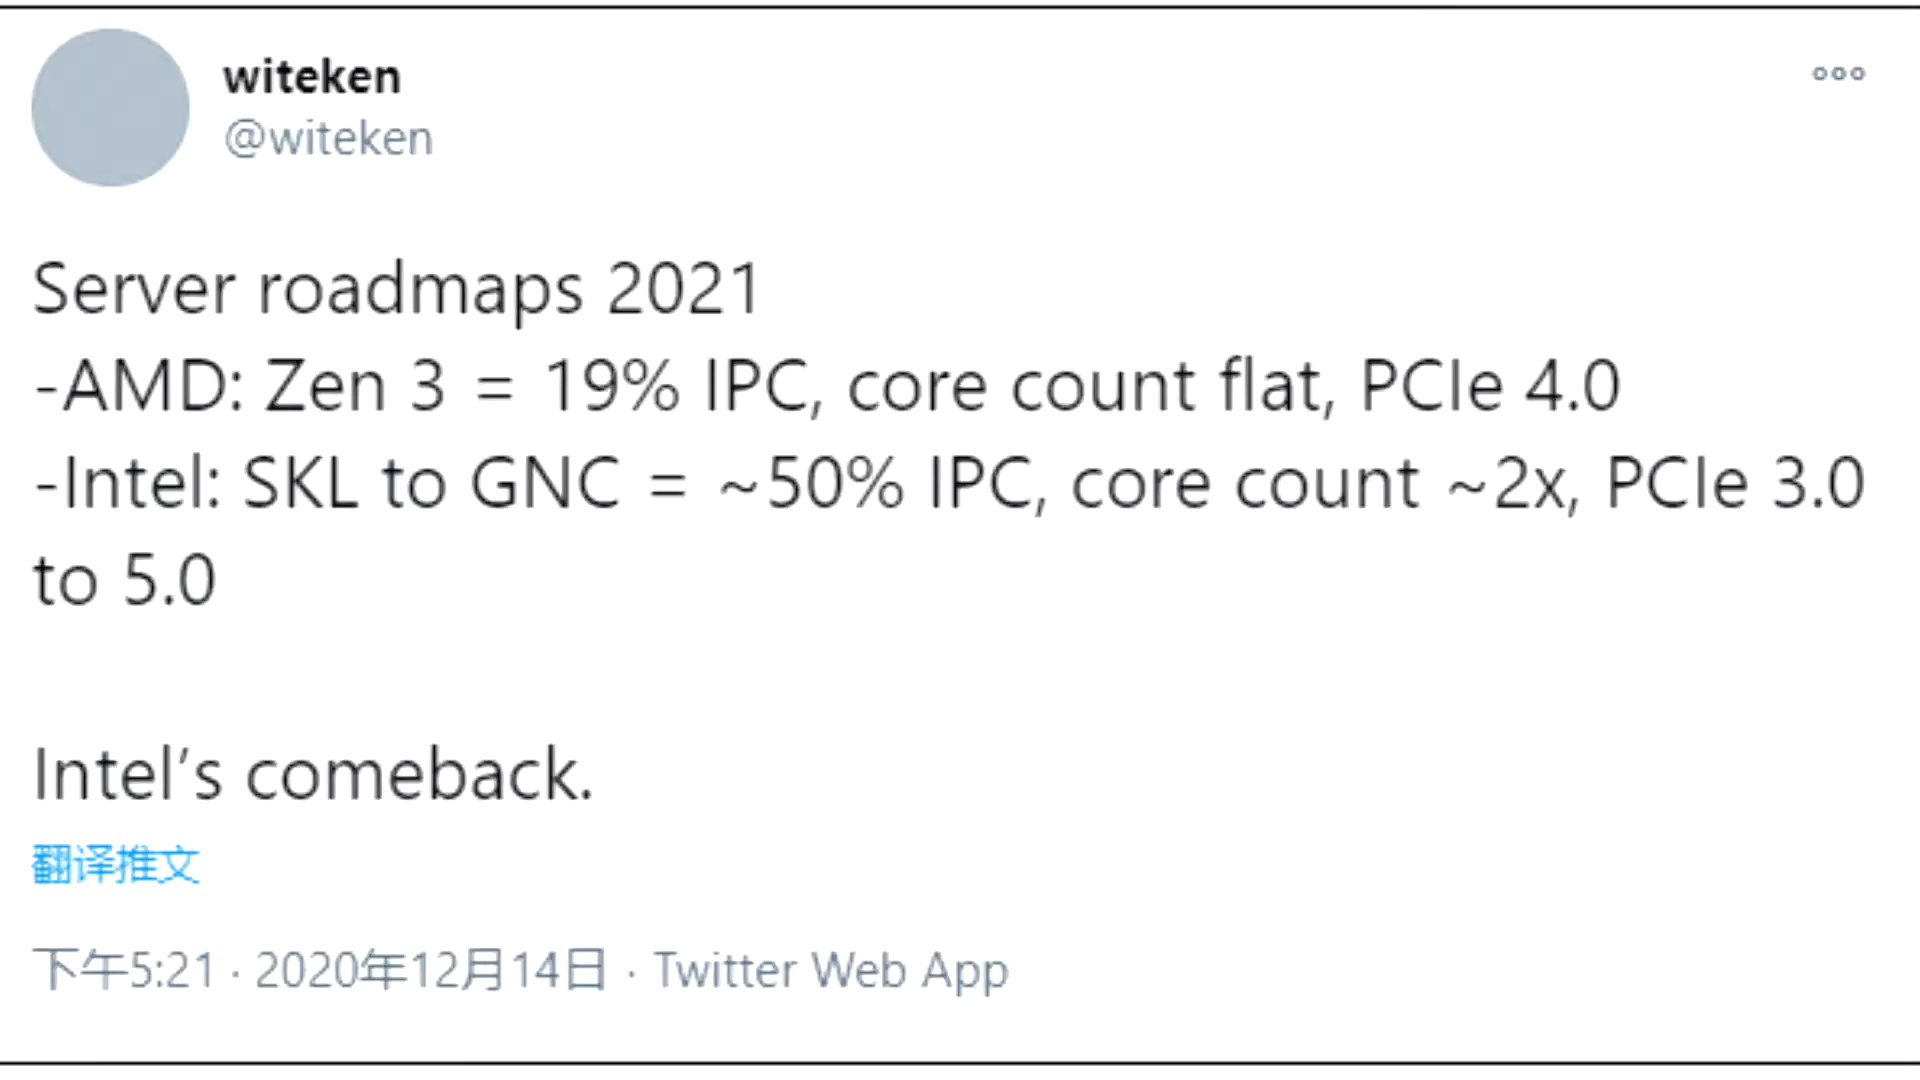 witeken
@witeken
Server roadmaps 2021
-AMD: Zen 3 = 19% IPC, core count flat, PCIe 4.0
-Intel: SKL to GNC = ~50% IPC, core count ~2x, PCIe 3.0
to 5.0
Intel’s comeback.
翻译推文
下午5:21 · 2020年12月14日 · Twitter Web App